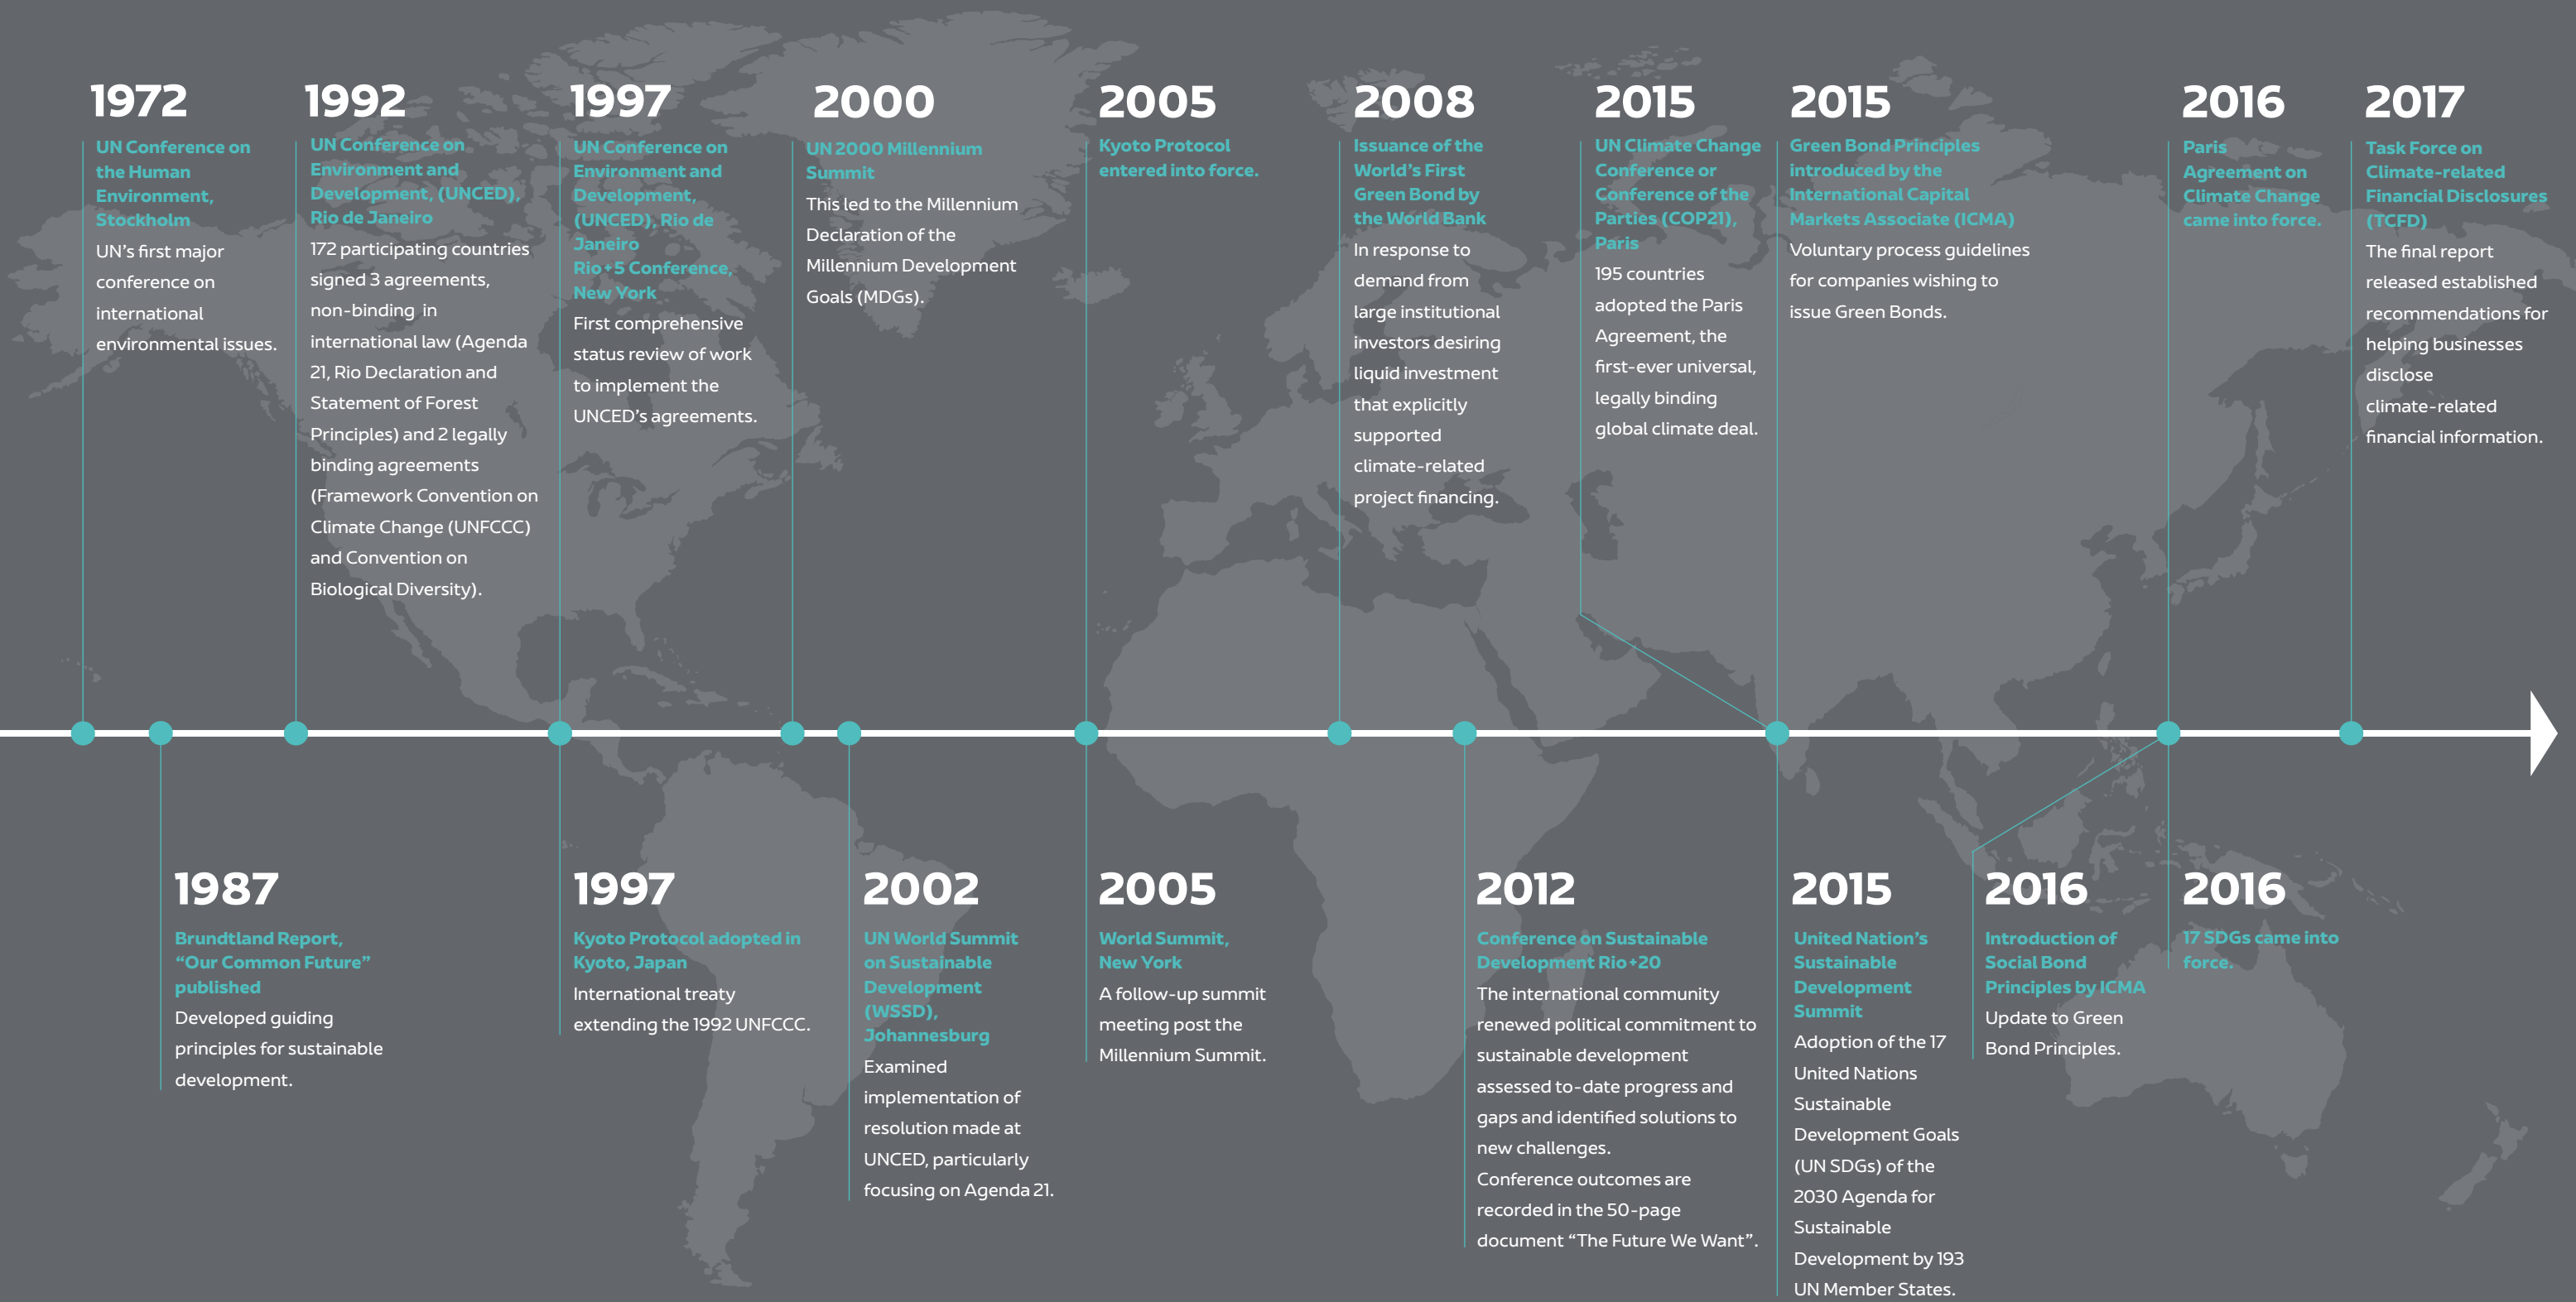 1972
UN Conference on
the Human
Environment,
Stockholm
UN's first major
conference on
international
environmental issues.
1992
UN Conference on
Environment and
Development, (UNCED),
Rio de Janeiro
172 participating countries
signed 3 agreements,
non-binding in
international law (Agenda
21, Rio Declaration and
Statement of Forest
Principles) and 2 legally
binding agreements
(Framework Convention on
Climate Change (UNFCCC)
and Convention on
Biological Diversity).
1997
UN Conference on
Environment and
Development,
(UNCED), Rio de
Janeiro
Rio+5 Conference,
New York
First comprehensive
status review of work
to implement the
UNCED's agreements.
2000
UN 2000 Millennium
Summit
This led to the Millennium
Declaration of the
Millennium Development
Goals (MDGs).
2005
Kyoto Protocol
entered into force.
2008
Issuance of the
World's First
Green Bond by
the World Bank
In response to
demand from
large institutional
investors desiring
liquid investment
that explicitly
supported
climate-related
project financing.
2015
UN Climate Change
Conference or
Conference of the
Parties (COP21),
Paris
195 countries
adopted the Paris
Agreement, the
first-ever universal,
legally binding
global climate deal.
2015
Green Bond Principles
introduced by the
International Capital
Markets Associate (ICMA)
Voluntary process guidelines
for companies wishing to
issue Green Bonds.
2016
Paris
Agreement on
Climate Change
came into force.
2017
Task Force on
Climate-related
Financial Disclosures
(TCFD)
The final report
released established
recommendations for
helping businesses
disclose
climate-related
financial information.
1987
Brundtland Report,
“Our Common Future”
published
Developed guiding
principles for sustainable
development.
1997
Kyoto Protocol adopted in
Kyoto, Japan
International treaty
extending the 1992 UNFCCC.
2002
UN World Summit
on Sustainable
Development
(WSSD),
Johannesburg
Examined
implementation of
resolution made at
UNCED, particularly
focusing on Agenda 21.
2005
World Summit,
New York
A follow-up summit
meeting post the
Millennium Summit.
2012
Conference on Sustainable
Development Rio+20
The international community
renewed political commitment to
sustainable development
assessed to-date progress and
gaps and identified solutions to
new challenges.
Conference outcomes are
recorded in the 50-page
document “The Future We Want”.
2015
United Nation's
Sustainable
Development
Summit
Adoption of the 17
United Nations
Sustainable
Development Goals
(UN SDGs) of the
2030 Agenda for
Sustainable
Development by 193
UN Member States.
2016
Introduction of
Social Bond
Principles by ICMA
Update to Green
Bond Principles.
2016
17 SDGs came into
force.